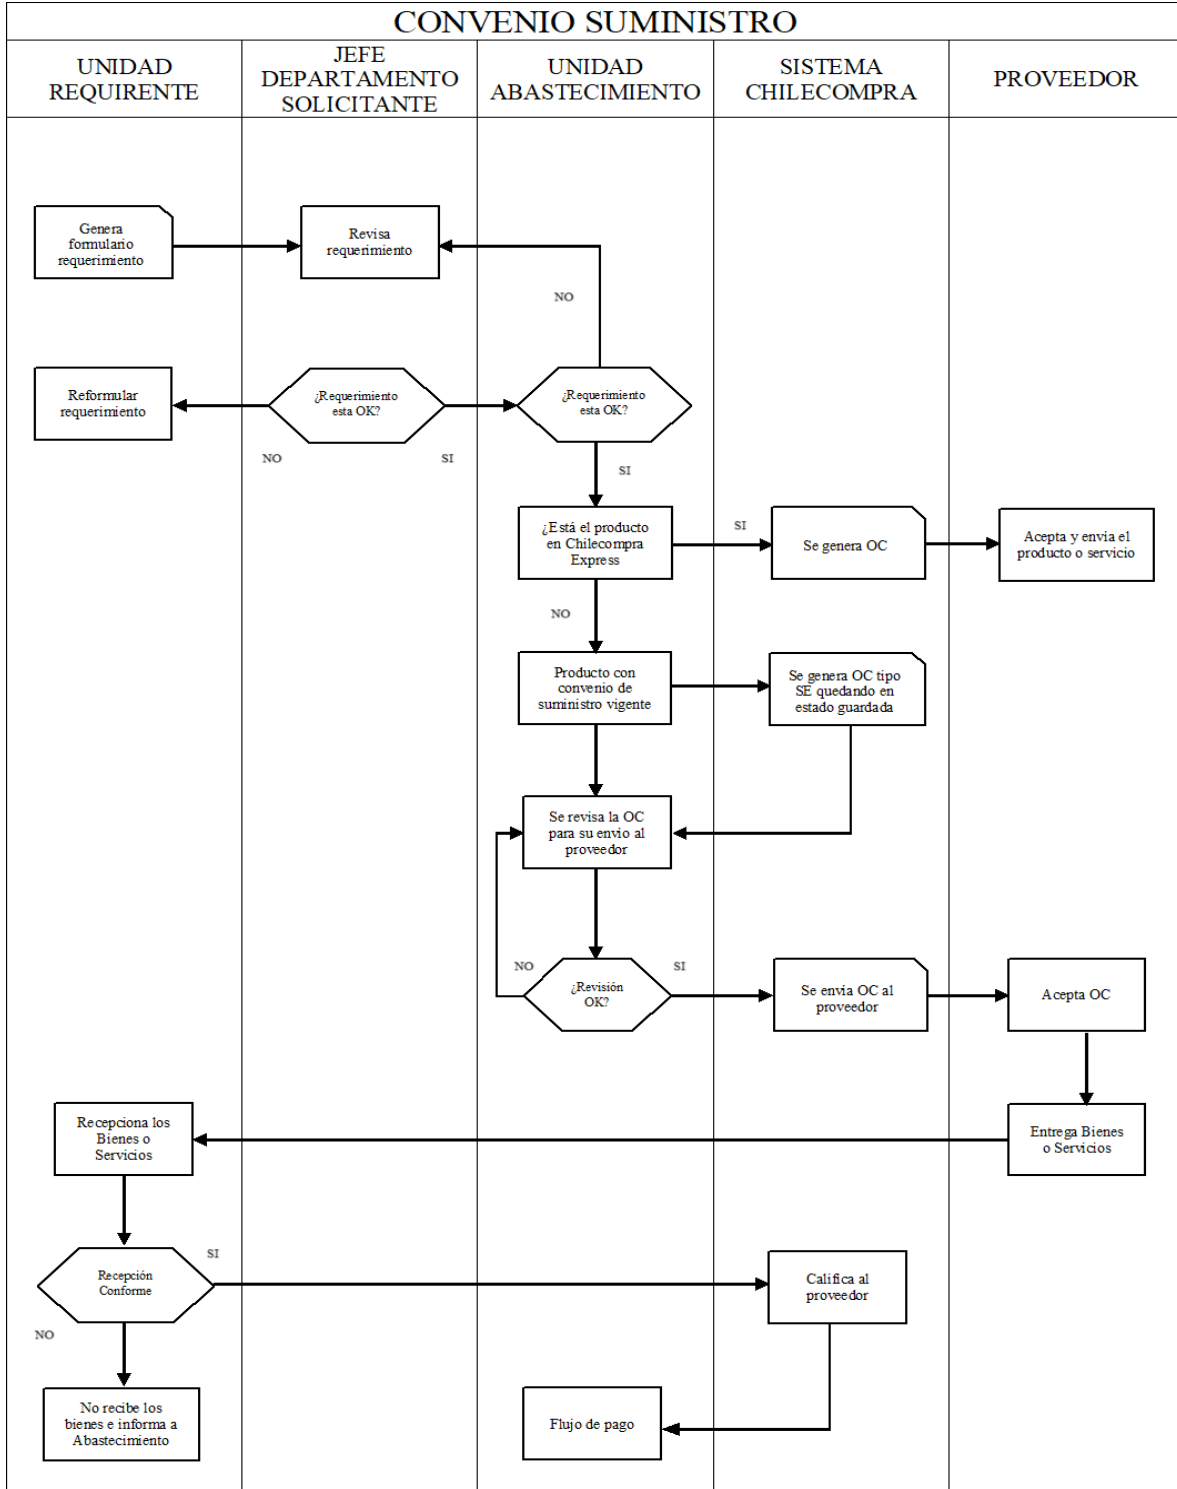 CONVENIO SUMINISTRO
UNIDAD
REQUIRENTE
JEFE
DEPARTAMENTO
SOLICITANTE
UNIDAD
ABASTECIMIENTO
SISTEMA
CHILECOMPRA
PROVEEDOR
Genera
formulario
requerimiento
Revisa
requerimiento
NO
Reformular
requerimiento
¿Requerimiento
esta OK?
¿Requerimiento
esta OK?
NO
SI
SI
¿Está el producto
en Chilecompra
Express
SI
Se genera OC
Acepta y envia el
producto o servicio
NO
Producto con
convenio de
suministro vigente
Se genera OC tipo
SE quedando en
estado guardada
Se revisa la OC
para su envio al
proveedor
NO
¿Revisión
OK?
SI
Se envia OC al
proveedor
Acepta OC
Recepciona los
Bienes o
Servicios
Entrega Bienes
o Servicios
Recepción
Conforme
SI
NO
Califica al
proveedor
No recibe los
bienes e informa a
Abastecimiento
Flujo de pago